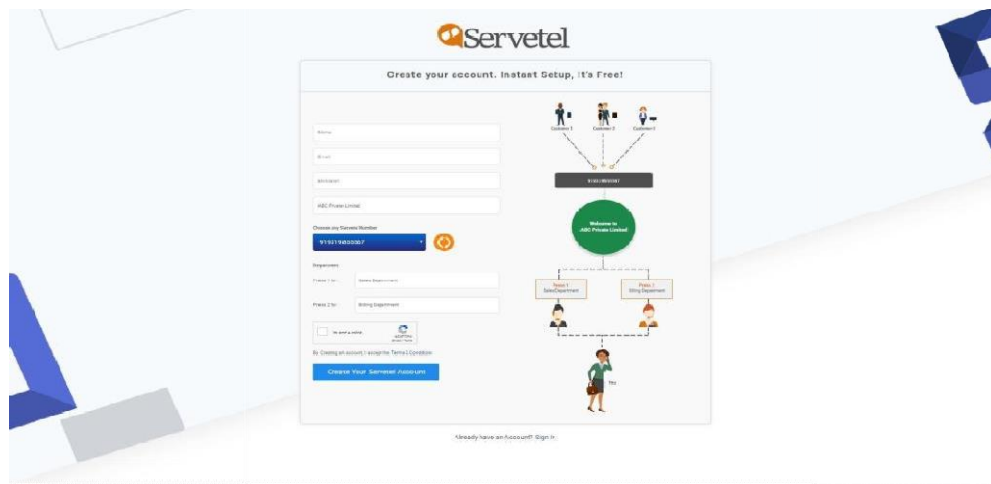 Servetel
Create your account. Instant Setup, It's Free!
Name
Email
ABC Private Limited
Choose any Servetel Number
Department
Press 1 for
Sales Department
Press 2 for
Billing Department
I'm not a robot
By Creating an account, I accept the Terms & Condition
Create Your Servetel Account
Customer 1
Customer 2
Customer 3
Welcome to
ABC Private Limited
Press 1
Sales Department
Press 2
Billing Department
You
Already have an Account? Sign In